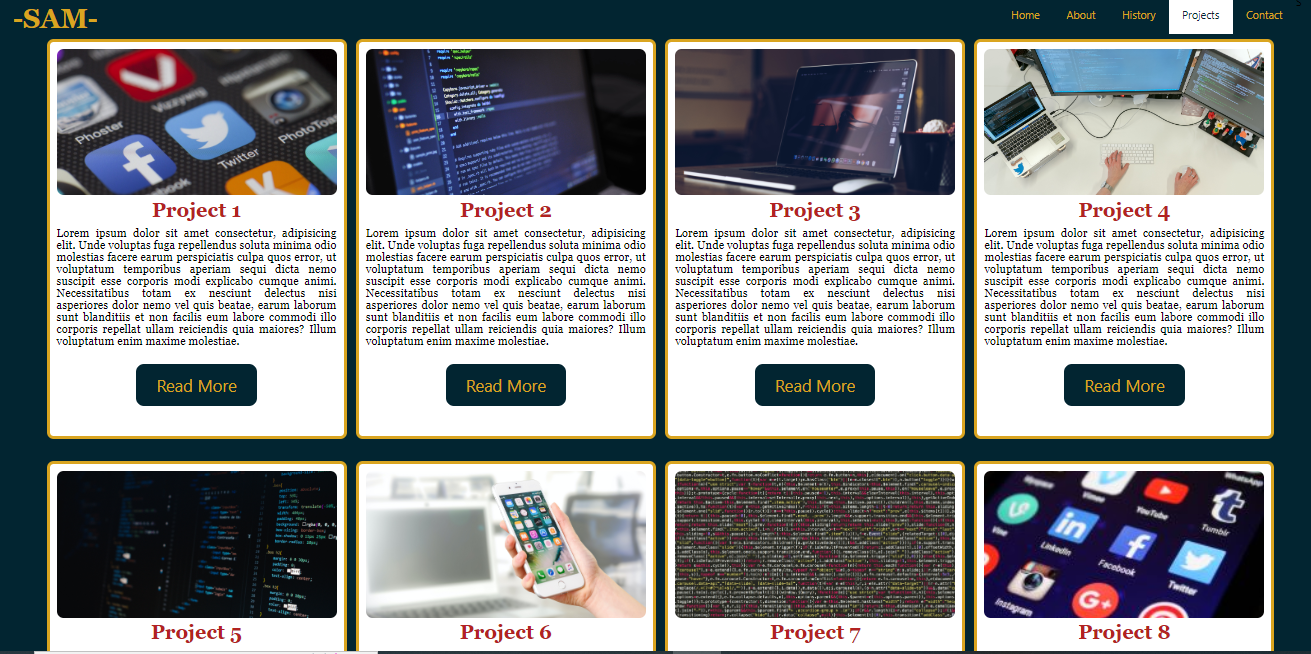 -SAM-
Home About History Projects Contact
Phoster
Twitter
Project 1
Lorem ipsum dolor sit amet consectetur, adipisicing
elit. Unde voluptas fuga repellendus soluta minima odio
molestias facere earum perspiciatis culpa quos error, ut
voluptatum temporibus aperiam sequi dicta nemo
suscipit esse corporis modi explicabo cumque animi.
Necessitatibus totam ex nesciunt delectus nisi
asperiores dolor nemo vel quis beatae, earum laborum
sunt blanditiis et non facilis eum labore commodi illo
corporis repellat ullam reiciendis quia maiores? Illum
voluptatum enim maxime molestiae.
Read More
Project 2
Lorem ipsum dolor sit amet consectetur, adipisicing
elit. Unde voluptas fuga repellendus soluta minima odio
molestias facere earum perspiciatis culpa quos error, ut
voluptatum temporibus aperiam sequi dicta nemo
suscipit esse corporis modi explicabo cumque animi.
Necessitatibus totam ex nesciunt delectus nisi
asperiores dolor nemo vel quis beatae, earum laborum
sunt blanditiis et non facilis eum labore commodi illo
corporis repellat ullam reiciendis quia maiores? Illum
voluptatum enim maxime molestiae.
Read More
Project 3
Lorem ipsum dolor sit amet consectetur, adipisicing
elit. Unde voluptas fuga repellendus soluta minima odio
molestias facere earum perspiciatis culpa quos error, ut
voluptatum temporibus aperiam sequi dicta nemo
suscipit esse corporis modi explicabo cumque animi.
Necessitatibus totam ex nesciunt delectus nisi
asperiores dolor nemo vel quis beatae, earum laborum
sunt blanditiis et non facilis eum labore commodi illo
corporis repellat ullam reiciendis quia maiores? Illum
voluptatum enim maxime molestiae.
Read More
Project 4
Lorem ipsum dolor sit amet consectetur, adipisicing
elit. Unde voluptas fuga repellendus soluta minima odio
molestias facere earum perspiciatis culpa quos error, ut
voluptatum temporibus aperiam sequi dicta nemo
suscipit esse corporis modi explicabo cumque animi.
Necessitatibus totam ex nesciunt delectus nisi
asperiores dolor nemo vel quis beatae, earum laborum
sunt blanditiis et non facilis eum labore commodi illo
corporis repellat ullam reiciendis quia maiores? Illum
voluptatum enim maxime molestiae.
Read More
Project 5
Project 6
Project 7
WhatsApp
YouTube
Tumblr
Vine
LinkedIn
Facebook
Twitter
Instagram
G+
Project 8